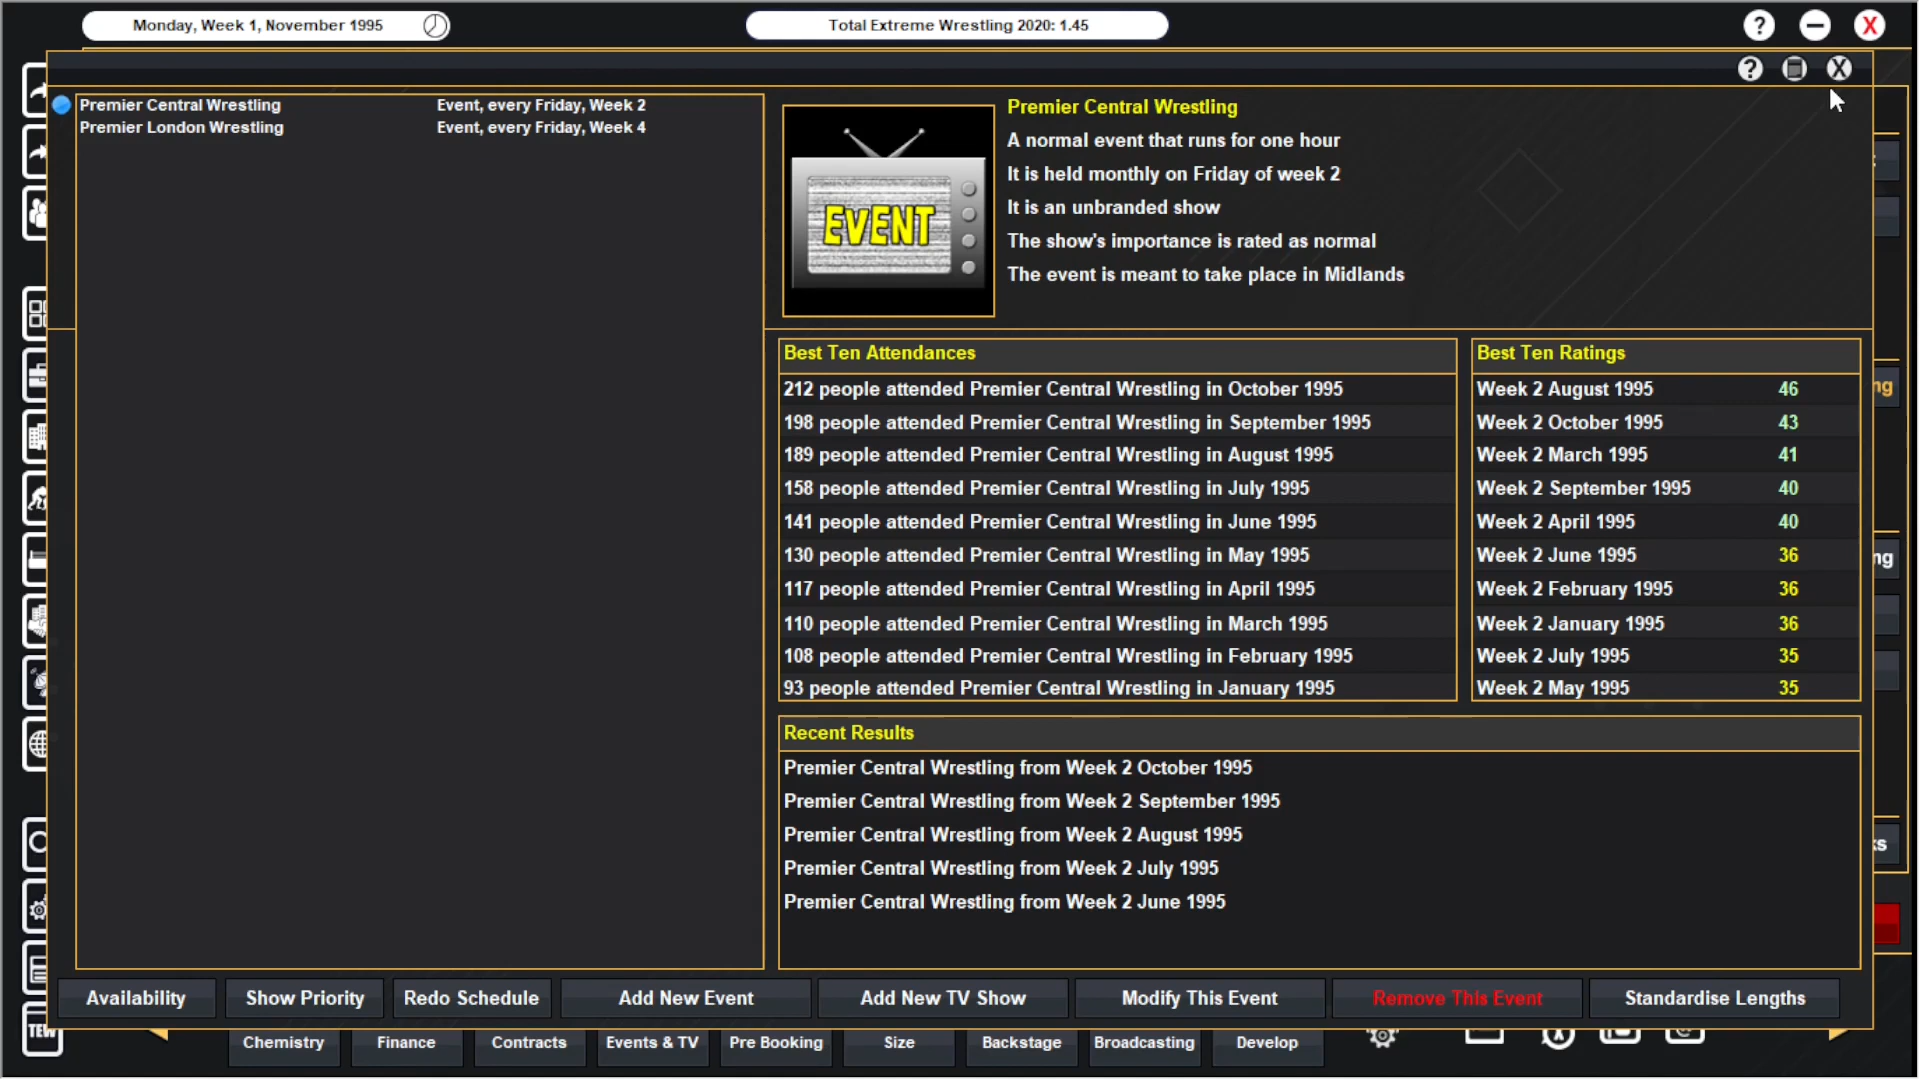 Monday, Week 1, November 1995
Total Extreme Wrestling 2020: 1.45
?
X
?
X
Premier Central Wrestling
Event, every Friday, Week 2
Premier London Wrestling
Event, every Friday, Week 4
EVENT
Premier Central Wrestling
A normal event that runs for one hour
It is held monthly on Friday of week 2
It is an unbranded show
The show's importance is rated as normal
The event is meant to take place in Midlands
Best Ten Attendances
212 people attended Premier Central Wrestling in October 1995
198 people attended Premier Central Wrestling in September 1995
189 people attended Premier Central Wrestling in August 1995
158 people attended Premier Central Wrestling in July 1995
141 people attended Premier Central Wrestling in June 1995
130 people attended Premier Central Wrestling in May 1995
117 people attended Premier Central Wrestling in April 1995
110 people attended Premier Central Wrestling in March 1995
108 people attended Premier Central Wrestling in February 1995
93 people attended Premier Central Wrestling in January 1995
Best Ten Ratings
Week 2 August 1995 46
Week 2 October 1995 43
Week 2 March 1995 41
Week 2 September 1995 40
Week 2 April 1995 40
Week 2 June 1995 36
Week 2 February 1995 36
Week 2 January 1995 36
Week 2 July 1995 35
Week 2 May 1995 35
Recent Results
Premier Central Wrestling from Week 2 October 1995
Premier Central Wrestling from Week 2 September 1995
Premier Central Wrestling from Week 2 August 1995
Premier Central Wrestling from Week 2 July 1995
Premier Central Wrestling from Week 2 June 1995
ng
ng
ks
Availability
Show Priority
Redo Schedule
Add New Event
Add New TV Show
Modify This Event
Remove This Event
Standardise Lengths
TEW
Chemistry
Finance
Contracts
Events & TV
Pre Booking
Size
Backstage
Broadcasting
Develop